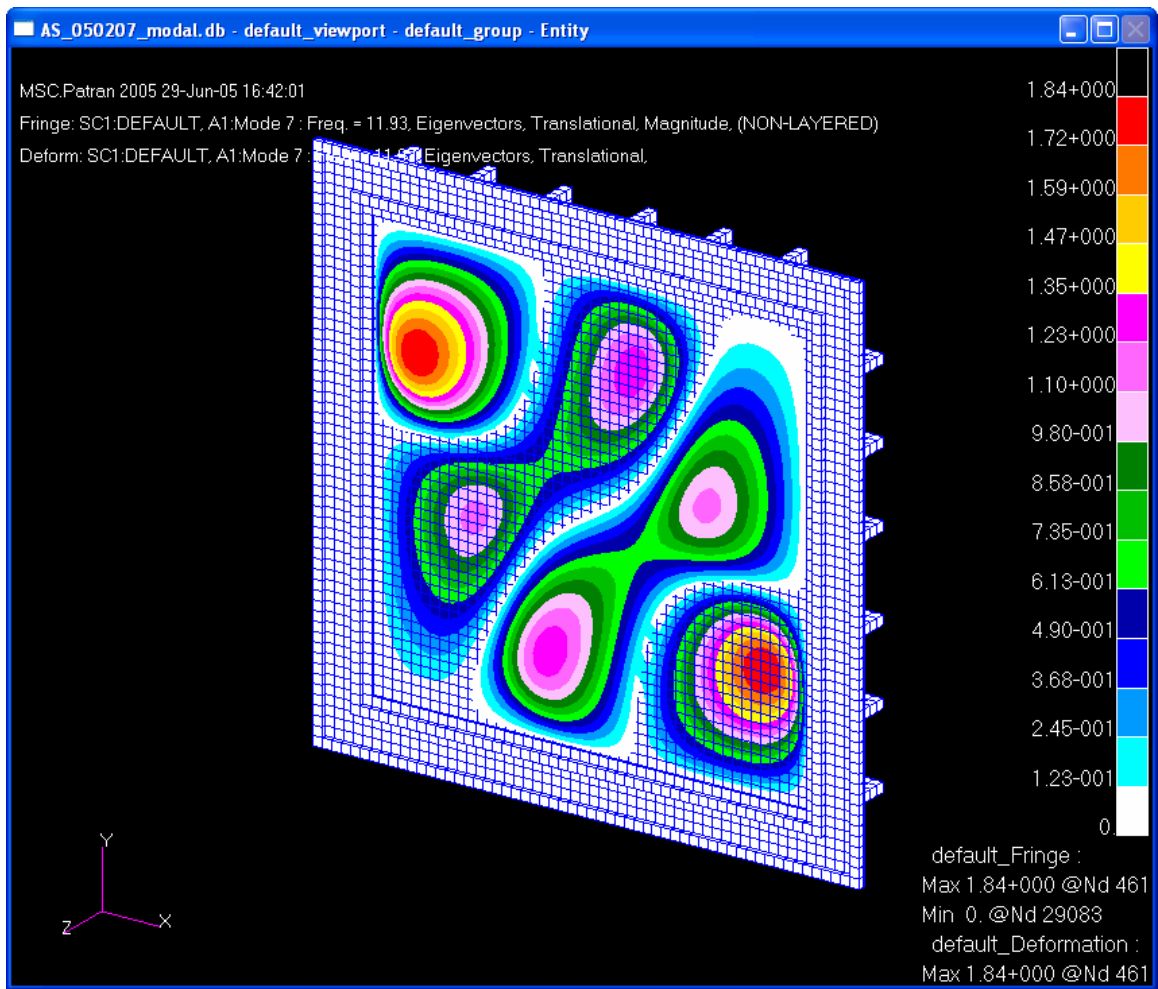 AS_050207_modal.db - default_viewport - default_group - Entity
MSC.Patran 2005 29-Jun-05 16:42:01
Fringe: SC1:DEFAULT, A1:Mode 7 : Freq. = 11.93, Eigenvectors, Translational, Magnitude, (NON-LAYERED)
Deform: SC1:DEFAULT, A1:Mode 7 : Eigenvectors, Translational,
1.84+000
1.72+000
1.59+000
1.47+000
1.35+000
1.23+000
1.10+000
9.80-001
8.58-001
7.35-001
6.13-001
4.90-001
3.68-001
2.45-001
1.23-001
0.
default_Fringe :
Max 1.84+000 @Nd 461
Min 0. @Nd 29083
default_Deformation :
Max 1.84+000 @Nd 461
Y
Z
X